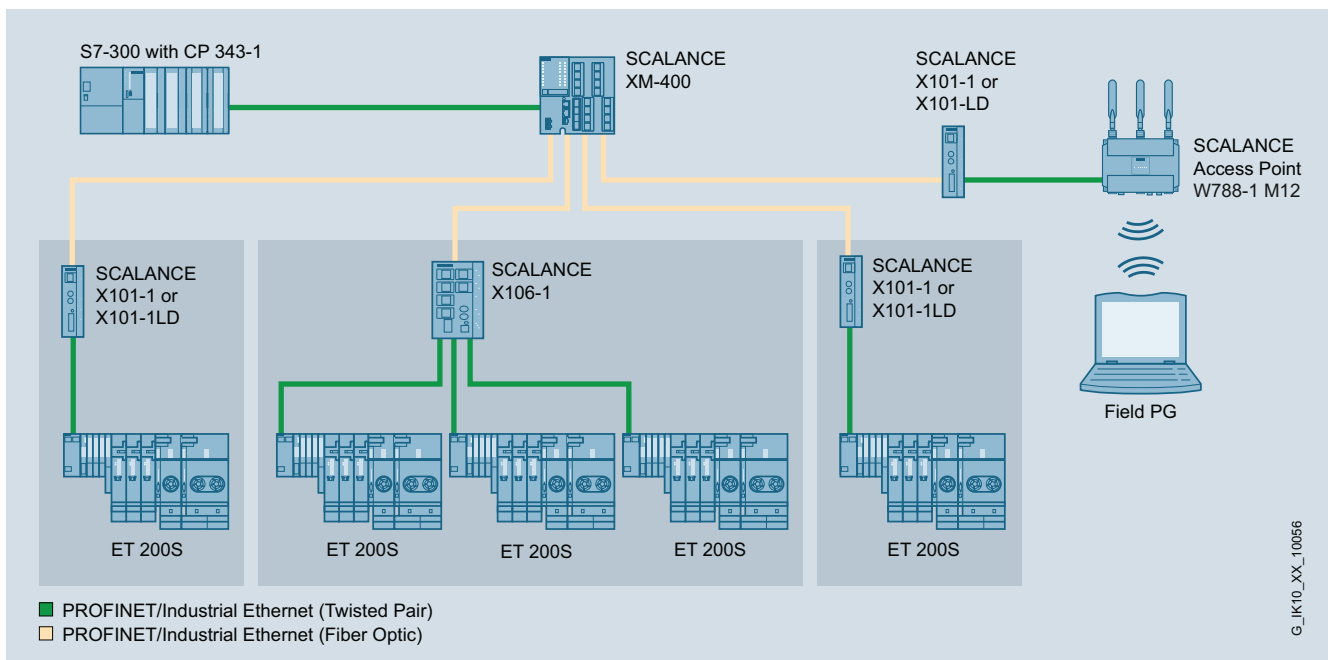 S7-300 with CP 343-1
SCALANCE
XM-400
SCALANCE
X101-1 or
X101-LD
SCALANCE
Access Point
W788-1 M12
SCALANCE
X101-1 or
X101-1LD
SCALANCE
X106-1
SCALANCE
X101-1 or
X101-1LD
Field PG
ET 200S
ET 200S
ET 200S
ET 200S
ET 200S
PROFINET/Industrial Ethernet (Twisted Pair)
PROFINET/Industrial Ethernet (Fiber Optic)
G_IK10_XX_10056